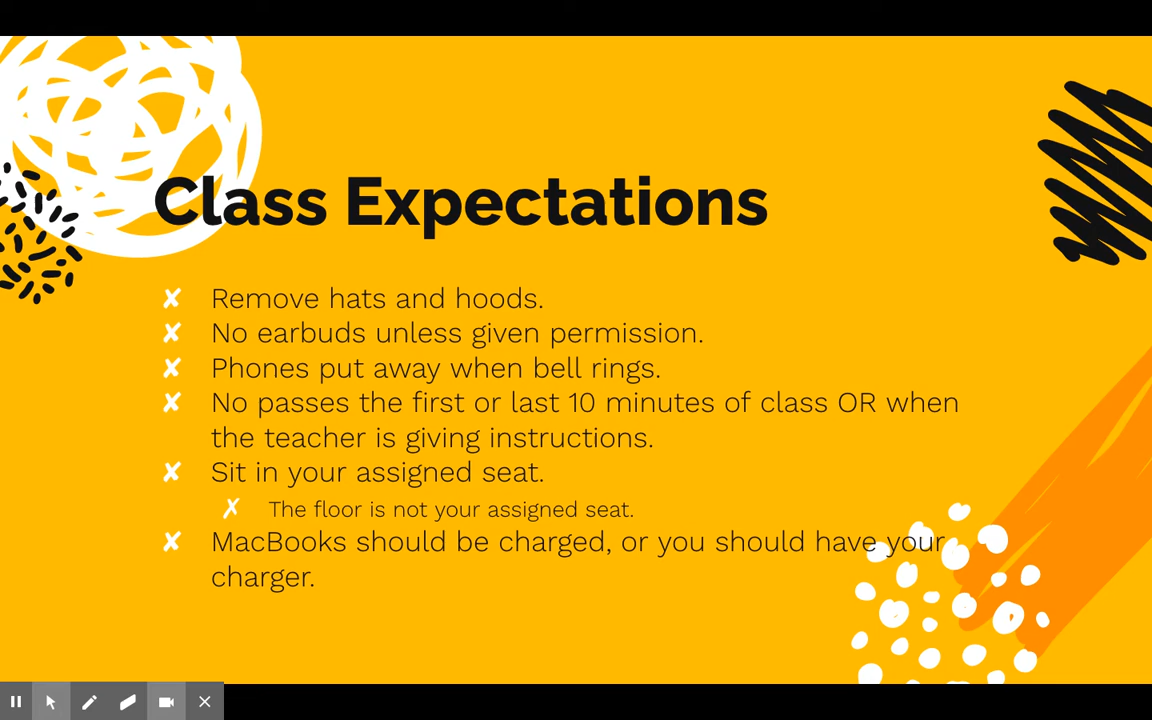 Class Expectations
✘ Remove hats and hoods.
✘ No earbuds unless given permission.
✘ Phones put away when bell rings.
✘ No passes the first or last 10 minutes of class OR when
the teacher is giving instructions.
✘ Sit in your assigned seat.
✗ The floor is not your assigned seat.
✘ MacBooks should be charged, or you should have your
charger.